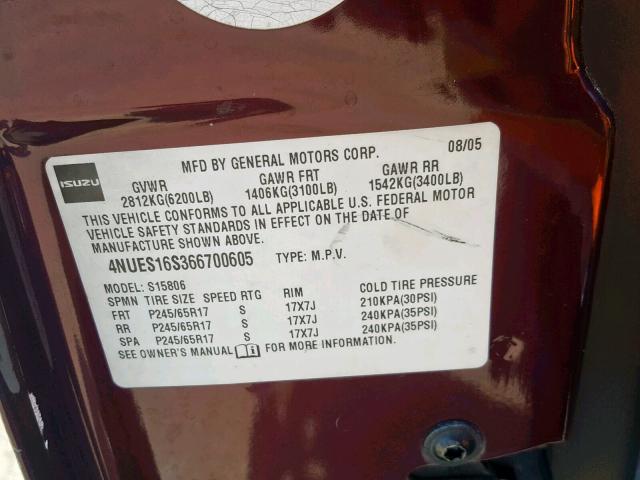 MFD BY GENERAL MOTORS CORP. 08/05
ISUZU
GVWR GAWR FRT GAWR RR
2812KG(6200LB) 1406KG(3100LB) 1542KG(3400LB)
THIS VEHICLE CONFORMS TO ALL APPLICABLE U.S. FEDERAL MOTOR
VEHICLE SAFETY STANDARDS IN EFFECT ON THE DATE OF
MANUFACTURE SHOWN ABOVE.
4NUES16S366700605 TYPE: M.P.V.
MODEL: S15806
SPMN TIRE SIZE SPEED RTG RIM COLD TIRE PRESSURE
FRT P245/65R17 S 17X7J 210KPA(30PSI)
RR P245/65R17 S 17X7J 240KPA(35PSI)
SPA P245/65R17 S 17X7J 240KPA(35PSI)
SEE OWNER'S MANUAL FOR MORE INFORMATION.